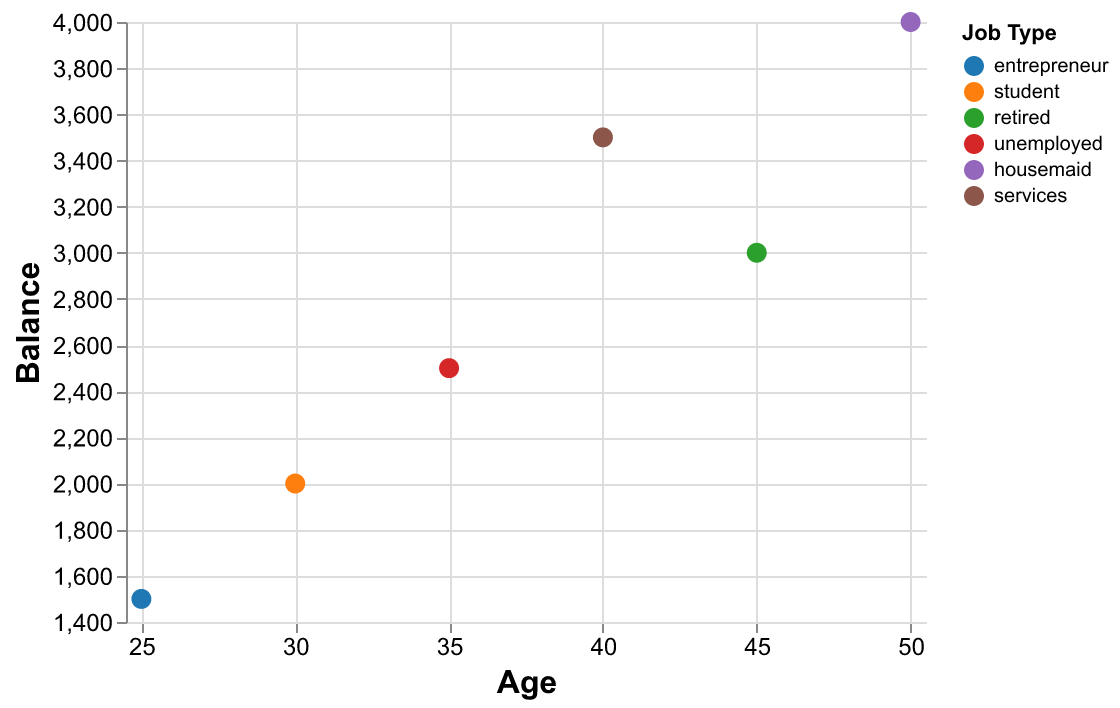 4,000
3,800
3,600
3,400
3,200
3,000
2,800
2,600
2,400
2,200
2,000
1,800
1,600
1,400
Balance
25 30 35 40 45 50
Age
Job Type
entrepreneur
student
retired
unemployed
housemaid
services